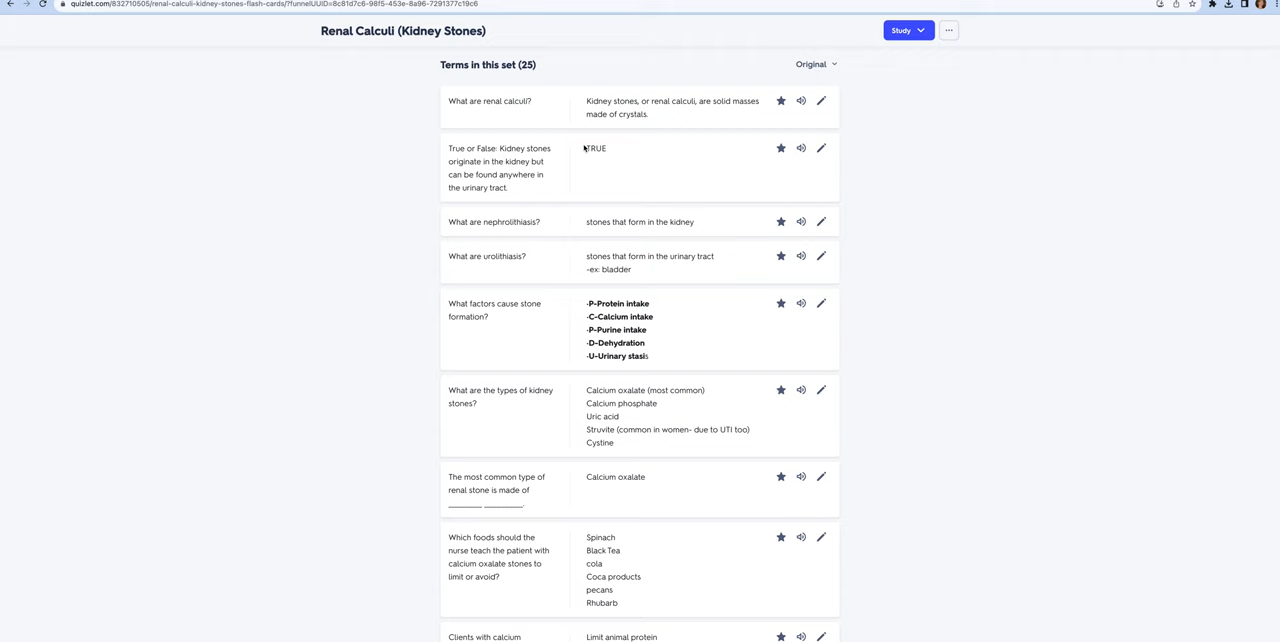 quizlet.com/832710505/renal-calculi-kidney-stones-flash-cards/?funnelUUID=8c81d7c6-98f5-453e-8a96-7291377c19c6
Renal Calculi (Kidney Stones)
Study
Terms in this set (25)
Original
What are renal calculi?
Kidney stones, or renal calculi, are solid masses
made of crystals.
True or False: Kidney stones
originate in the kidney but
can be found anywhere in
the urinary tract.
TRUE
What are nephrolithiasis?
stones that form in the kidney
What are urolithiasis?
stones that form in the urinary tract
-ex: bladder
What factors cause stone
formation?
·P-Protein intake
·C-Calcium intake
·P-Purine intake
·D-Dehydration
·U-Urinary stasis
What are the types of kidney
stones?
Calcium oxalate (most common)
Calcium phosphate
Uric acid
Struvite (common in women- due to UTI too)
Cystine
The most common type of
renal stone is made of
________ _________.
Calcium oxalate
Which foods should the
nurse teach the patient with
calcium oxalate stones to
limit or avoid?
Spinach
Black Tea
cola
Coca products
pecans
Rhubarb
Clients with calcium
Limit animal protein